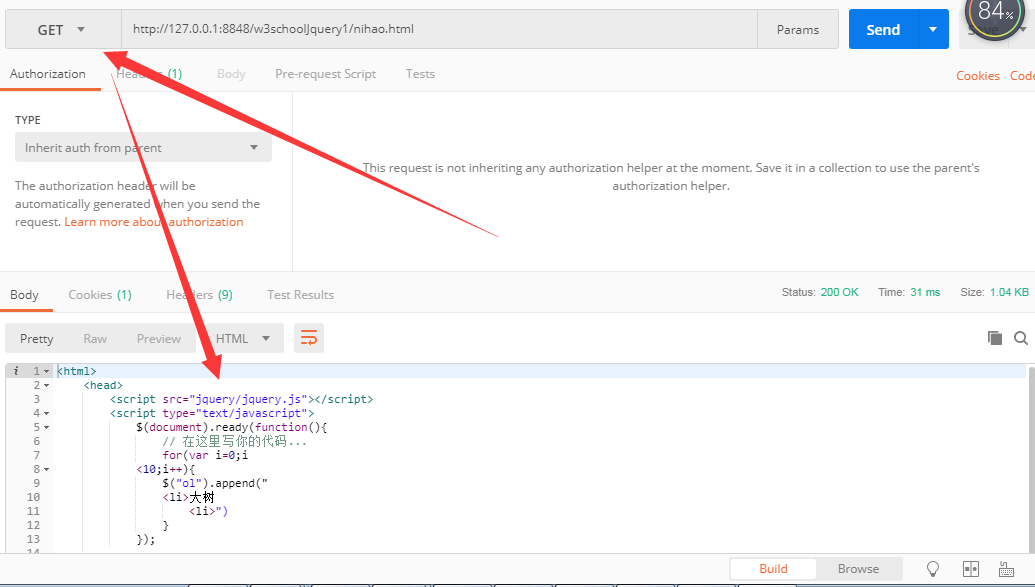 GET http://127.0.0.1:8848/w3schoolJquery1/nihao.html Params Send Save
84%
Authorization Headers (1) Body Pre-request Script Tests Cookies Code
TYPE
Inherit auth from parent
This request is not inheriting any authorization helper at the moment. Save it in a collection to use the parent's
authorization helper.
The authorization header will be
automatically generated when you send the
request. Learn more about authorization
Body Cookies (1) Headers (9) Test Results Status: 200 OK Time: 31 ms Size: 1.04 KB
Pretty Raw Preview HTML
i 1 <html>
2 <head>
3 <script src="jquery/jquery.js"></script>
4 <script type="text/javascript">
5 $(document).ready(function(){
6 // 在这里写你的代码...
7 for(var i=0;i
8 <10;i++){
9 $("ol").append("
10 <li>大树
11 <li>")
12 }
13 });
14
Build Browse